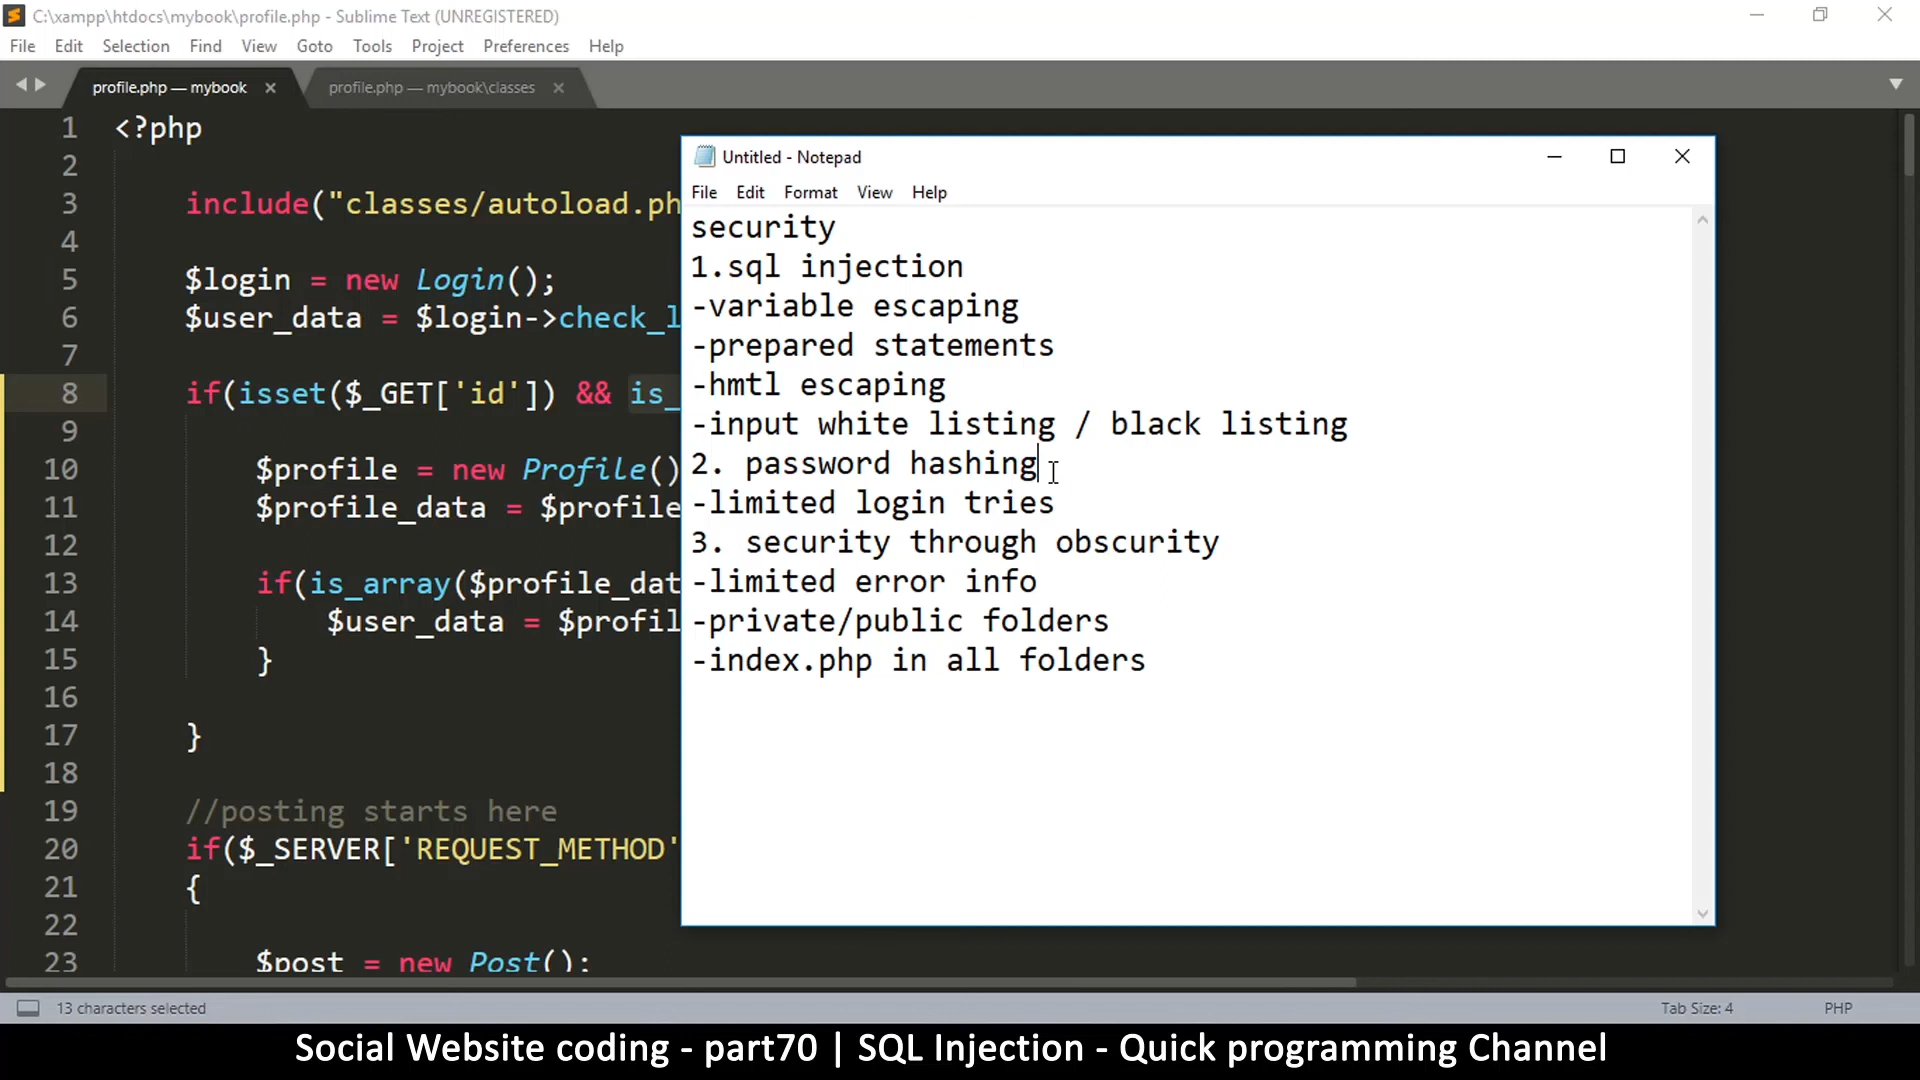 C:\xampp\htdocs\mybook\profile.php - Sublime Text (UNREGISTERED)
File Edit Selection Find View Goto Tools Project Preferences Help
profile.php — mybook × profile.php — mybook\classes ×
1 <?php
2
3 include("classes/autoload.ph
4
5 $login = new Login();
6 $user_data = $login->check_l
7
8 if(isset($_GET['id']) && is_
9
10 $profile = new Profile()
11 $profile_data = $profile
12
13 if(is_array($profile_dat
14 $user_data = $profil
15 }
16
17 }
18
19 //posting starts here
20 if($_SERVER['REQUEST_METHOD'
21 {
22
23 $post = new Post();
Untitled - Notepad
File Edit Format View Help
security
1.sql injection
-variable escaping
-prepared statements
-hmtl escaping
-input white listing / black listing
2. password hashing
-limited login tries
3. security through obscurity
-limited error info
-private/public folders
-index.php in all folders
13 characters selected Tab Size: 4 PHP
Social Website coding - part70 | SQL Injection - Quick programming Channel